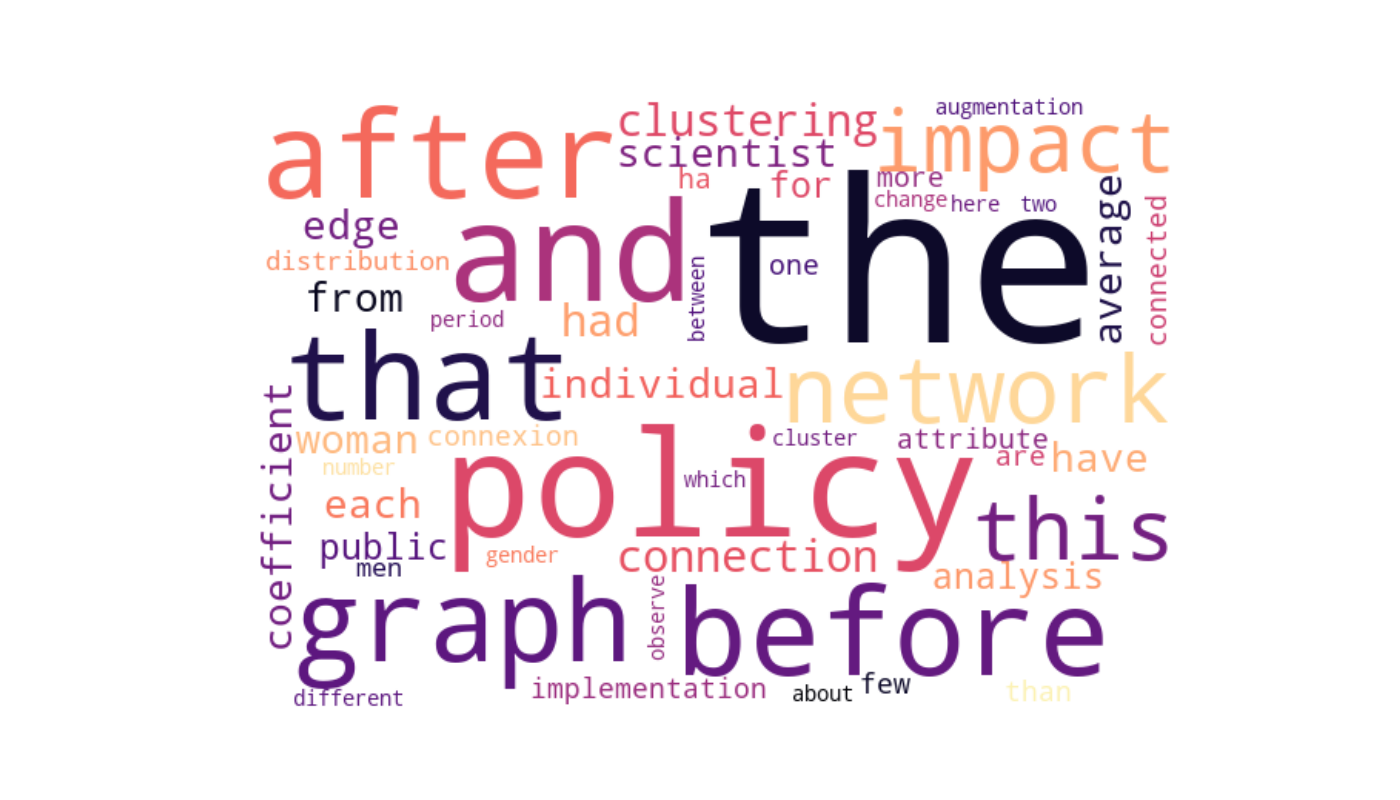 augmentation
after
clustering
impact
scientist
ha
for
more
change
here
two
the
average
connected
edge
and
distribution
between
one
from
period
had
that
individual
network
coefficient
woman
connexion
cluster
attribute
number
policy
are
have
which
each
this
public
gender
connection
men
analysis
graph
observe
before
implementation
about
few
than
different